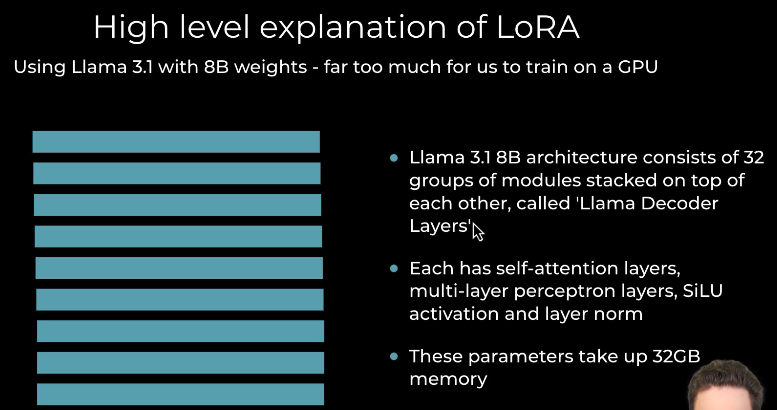 High level explanation of LoRA
Using Llama 3.1 with 8B weights - far too much for us to train on a GPU
Llama 3.1 8B architecture consists of 32
groups of modules stacked on top of
each other, called 'Llama Decoder
Layers'
Each has self-attention layers,
multi-layer perceptron layers, SiLU
activation and layer norm
These parameters take up 32GB
memory